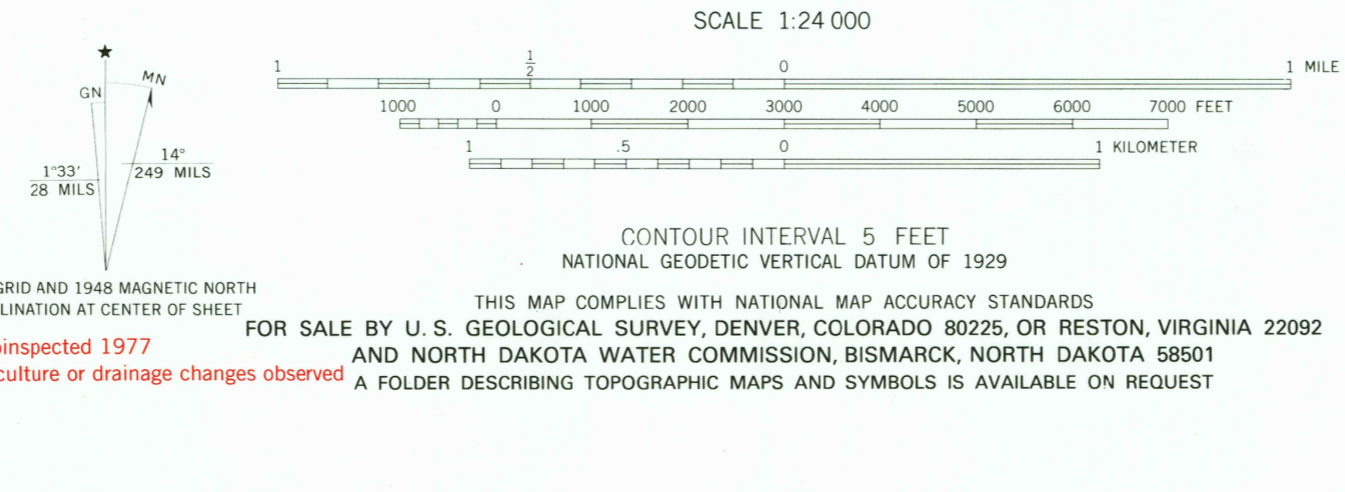 SCALE 1:24 000
1 1/2 0 1 MILE
1000 0 1000 2000 3000 4000 5000 6000 7000 FEET
1 .5 0 1 KILOMETER
★
GN MN
1°33′ 14°
28 MILS 249 MILS
GRID AND 1948 MAGNETIC NORTH
LINATION AT CENTER OF SHEET
CONTOUR INTERVAL 5 FEET
NATIONAL GEODETIC VERTICAL DATUM OF 1929
THIS MAP COMPLIES WITH NATIONAL MAP ACCURACY STANDARDS
FOR SALE BY U. S. GEOLOGICAL SURVEY, DENVER, COLORADO 80225, OR RESTON, VIRGINIA 22092
AND NORTH DAKOTA WATER COMMISSION, BISMARCK, NORTH DAKOTA 58501
A FOLDER DESCRIBING TOPOGRAPHIC MAPS AND SYMBOLS IS AVAILABLE ON REQUEST
oinspected 1977
culture or drainage changes observed